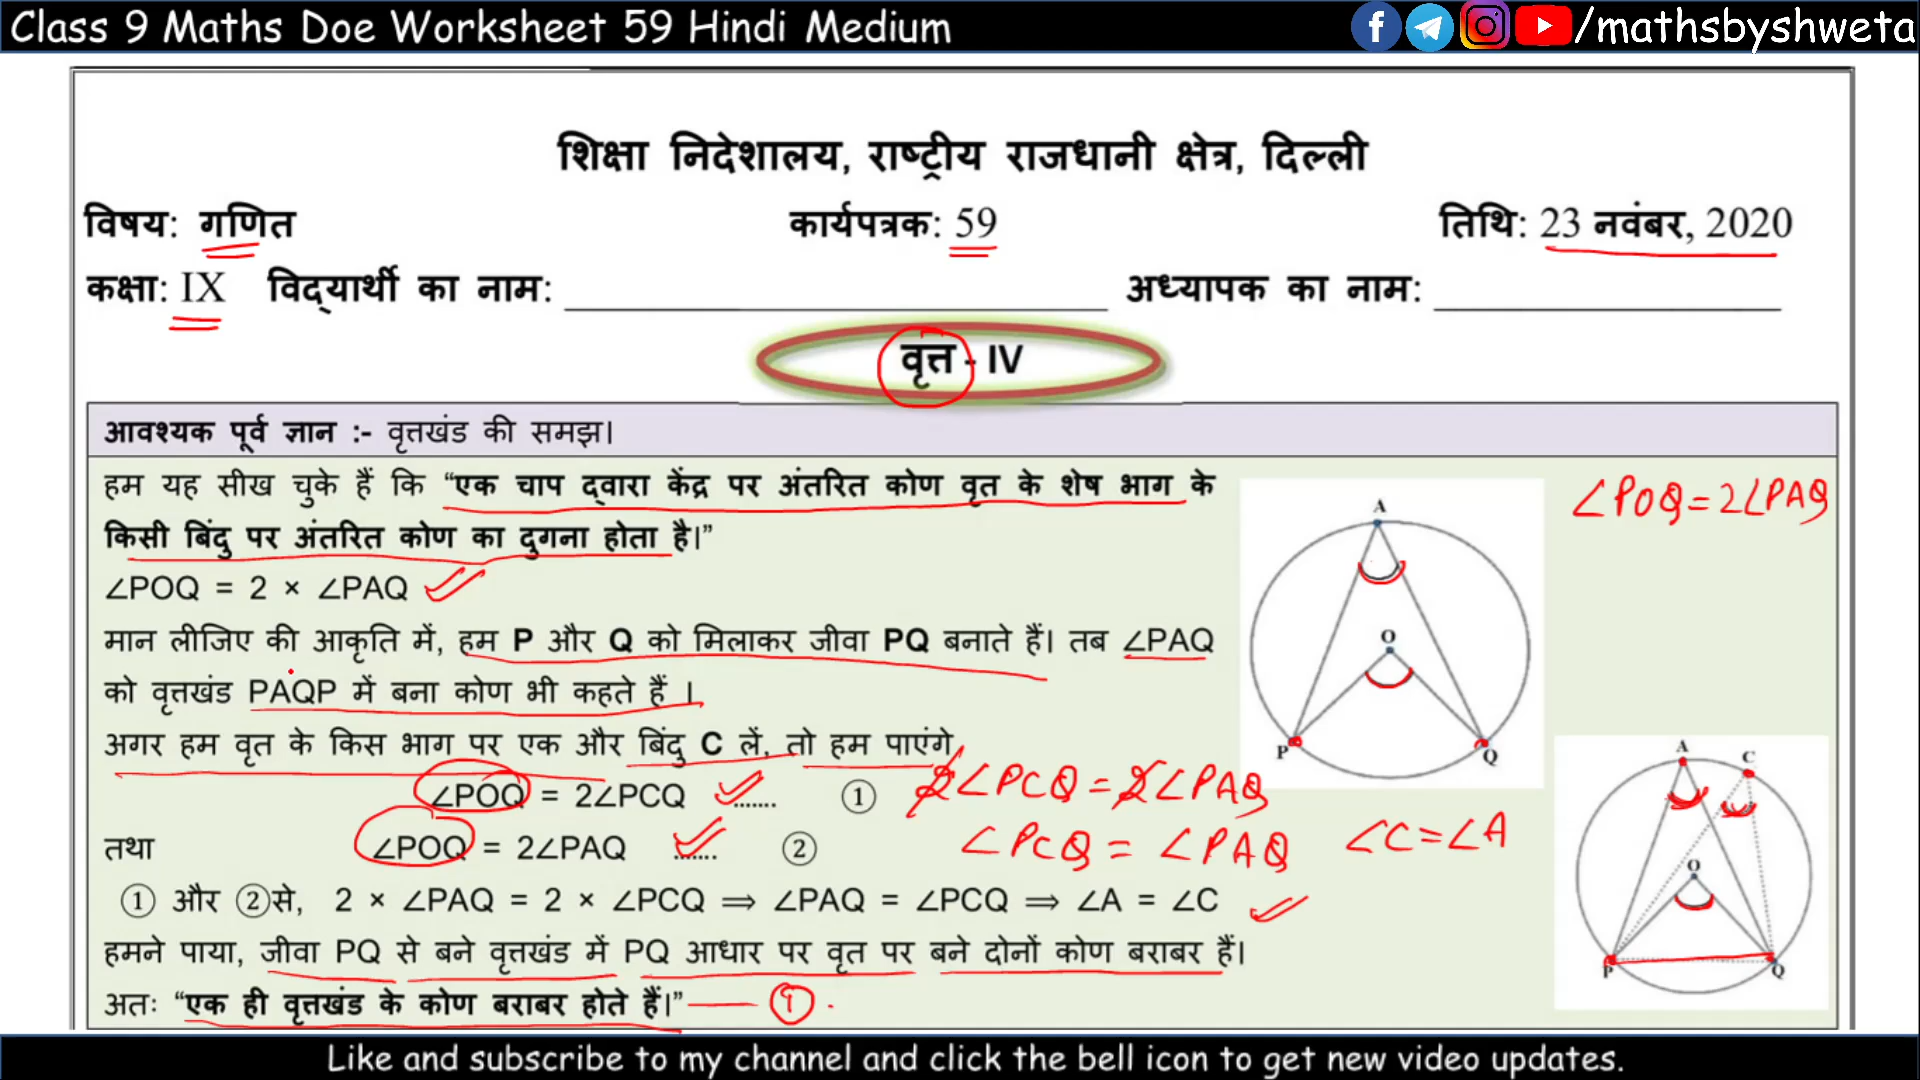 Class 9 Maths Doe Worksheet 59 Hindi Medium
/mathsbyshweta
शिक्षा निदेशालय, राष्ट्रीय राजधानी क्षेत्र, दिल्ली
विषय: गणित कार्यपत्रक: 59 तिथि: 23 नवंबर, 2020
कक्षा: IX विद्यार्थी का नाम: ____________ अध्यापक का नाम: ____________
वृत्त - IV
आवश्यक पूर्व ज्ञान :- वृत्तखंड की समझ।
हम यह सीख चुके हैं कि “एक चाप द्वारा केंद्र पर अंतरित कोण वृत के शेष भाग के
किसी बिंदु पर अंतरित कोण का दुगना होता है।”
∠POQ = 2 × ∠PAQ
मान लीजिए की आकृति में, हम P और Q को मिलाकर जीवा PQ बनाते हैं। तब ∠PAQ
को वृत्तखंड PAQP में बना कोण भी कहते हैं ।
अगर हम वृत के किस भाग पर एक और बिंदु C लें, तो हम पाएंगे,
∠POQ = 2∠PCQ ....... ①
तथा ∠POQ = 2∠PAQ ....... ②
① और ②से, 2 × ∠PAQ = 2 × ∠PCQ ⟹ ∠PAQ = ∠PCQ ⟹ ∠A = ∠C
हमने पाया, जीवा PQ से बने वृत्तखंड में PQ आधार पर वृत पर बने दोनों कोण बराबर हैं।
अतः “एक ही वृत्तखंड के कोण बराबर होते हैं।”
∠POQ = 2∠PAQ
A
O
P
Q
2∠PCQ = 2∠PAQ
∠PCQ = ∠PAQ ∠C = ∠A
A
C
O
P
Q
Like and subscribe to my channel and click the bell icon to get new video updates.